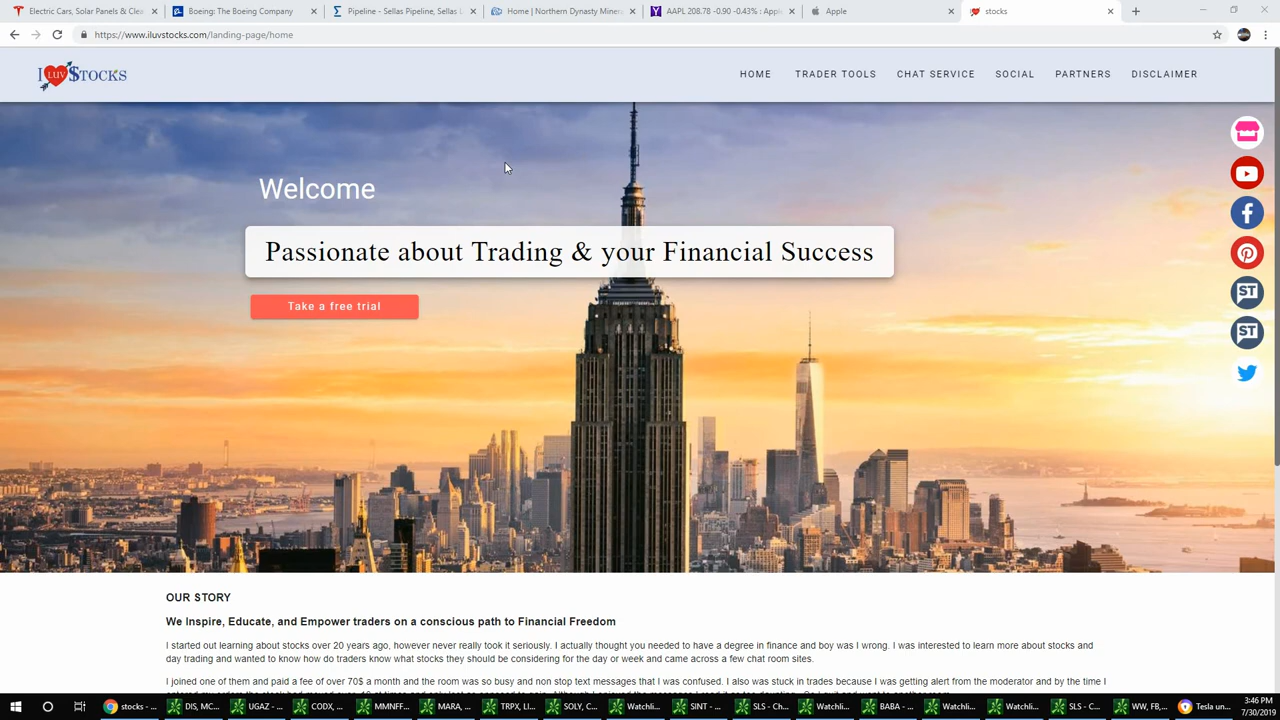 Electric Cars, Solar Panels & Clea
Boeing: The Boeing Company
Pipeline - Sellas Pipeline, Sellas L
Home | Northern Dynasty Miner
AAPL 208.78 -0.90 -0.43% : Appl
Apple
stocks
https://www.iluvstocks.com/landing-page/home
I LUV $TOCKS
HOME
TRADER TOOLS
CHAT SERVICE
SOCIAL
PARTNERS
DISCLAIMER
Welcome
Passionate about Trading & your Financial Success
Take a free trial
ST
ST
OUR STORY
We Inspire, Educate, and Empower traders on a conscious path to Financial Freedom
I started out learning about stocks over 20 years ago, however never really took it seriously. I actually thought you needed to have a degree in finance and boy was I wrong. I was interested to learn more about stocks and
day trading and wanted to know how do traders know what stocks they should be considering for the day or week and came across a few chat room sites.
I joined one of them and paid a fee of over 70$ a month and the room was so busy and non stop text messages that I was confused. I also was stuck in trades because I was getting alert from the moderator and by the time I
stocks -...
DIS, MC...
UGAZ - ...
CODX, ...
MMNFF...
MARA, ...
TRPX, LI...
SOLY, C...
Watchli...
SINT - ...
SLS - Ch...
Watchli...
BABA - ...
Watchli...
Watchli...
SLS - C...
WW, FB,...
Tesla un...
3:46 PM
7/30/2019